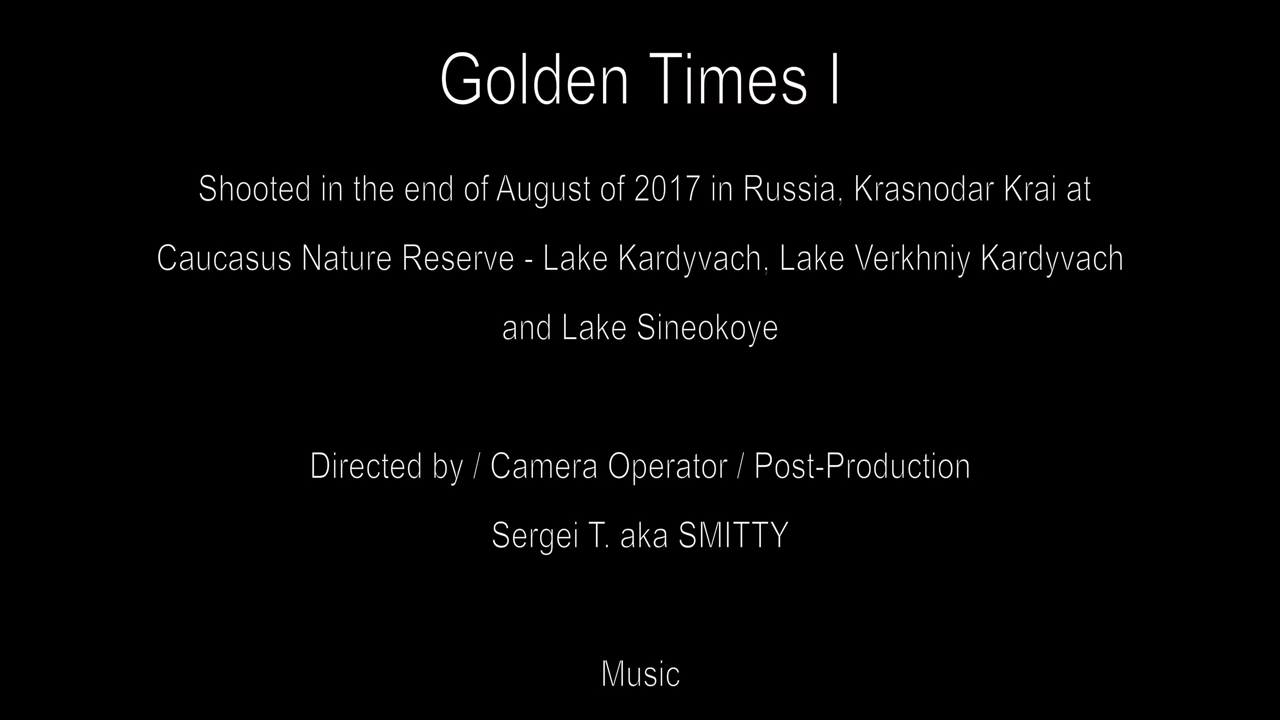 Golden Times I
Shooted in the end of August of 2017 in Russia, Krasnodar Krai at
Caucasus Nature Reserve - Lake Kardyvach, Lake Verkhniy Kardyvach
and Lake Sineokoye
Directed by / Camera Operator / Post-Production
Sergei T. aka SMITTY
Music